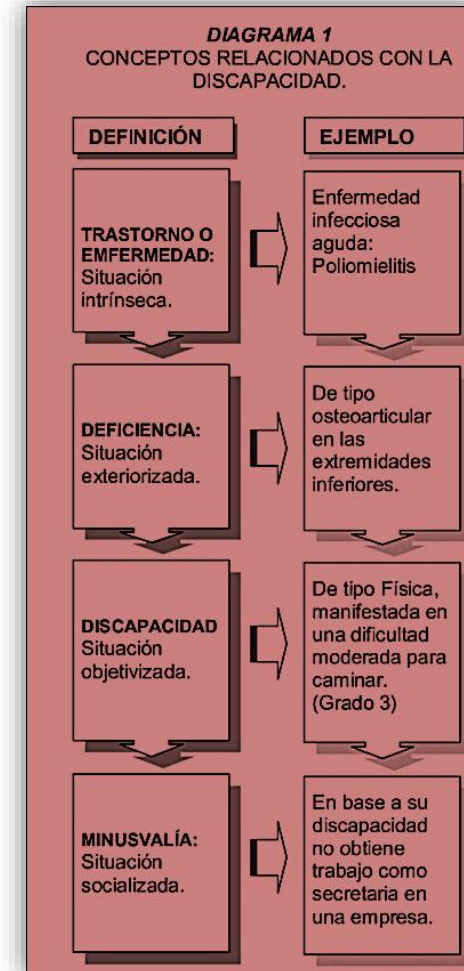 DIAGRAMA 1
CONCEPTOS RELACIONADOS CON LA
DISCAPACIDAD.
DEFINICIÓN
EJEMPLO
TRASTORNO O
EMFERMEDAD:
Situación
intrínseca.
Enfermedad
infecciosa
aguda:
Poliomielitis
DEFICIENCIA:
Situación
exteriorizada.
De tipo
osteoarticular
en las
extremidades
inferiores.
DISCAPACIDAD
Situación
objetivizada.
De tipo Física,
manifestada en
una dificultad
moderada para
caminar.
(Grado 3)
MINUSVALÍA:
Situación
socializada.
En base a su
discapacidad
no obtiene
trabajo como
secretaria en
una empresa.